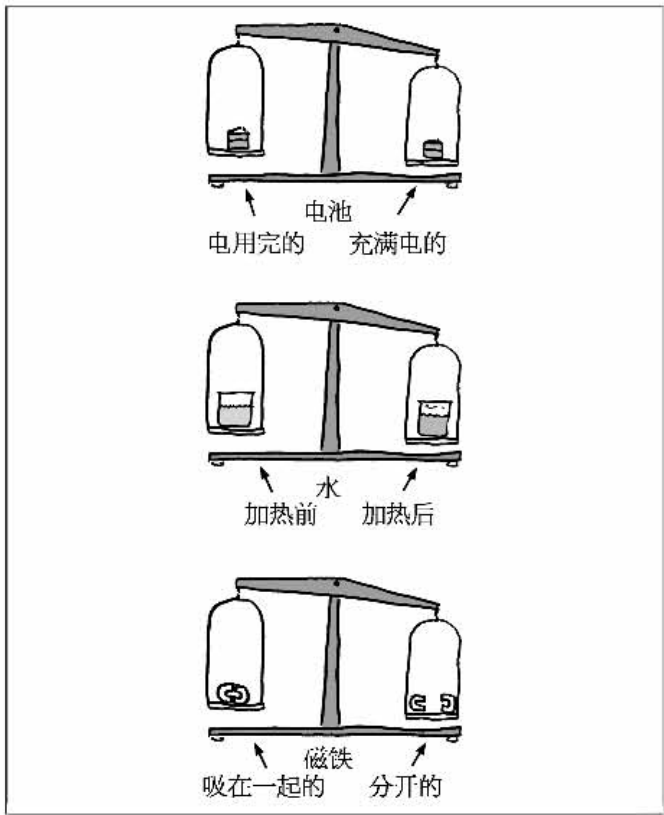 电池
电用完的 充满电的
水
加热前 加热后
磁铁
吸在一起的 分开的